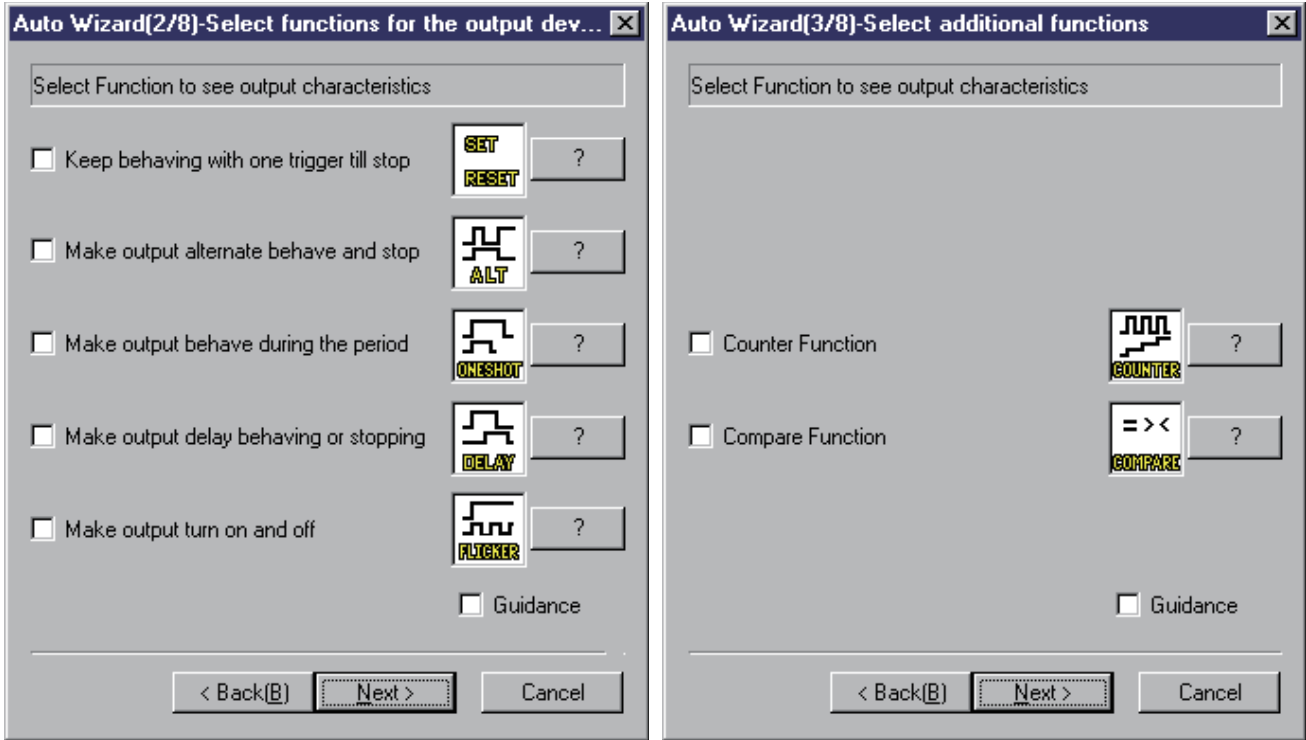 Auto Wizard(2/8)-Select functions for the output dev...
Select Function to see output characteristics
Keep behaving with one trigger till stop
SET
RESET
?
Make output alternate behave and stop
ALT
?
Make output behave during the period
ONESHOT
?
Make output delay behaving or stopping
DELAY
?
Make output turn on and off
FLICKER
?
Guidance
< Back(B)
Next >
Cancel
Auto Wizard(3/8)-Select additional functions
Select Function to see output characteristics
Counter Function
COUNTER
?
Compare Function
= > <
COMPARE
?
Guidance
< Back(B)
Next >
Cancel